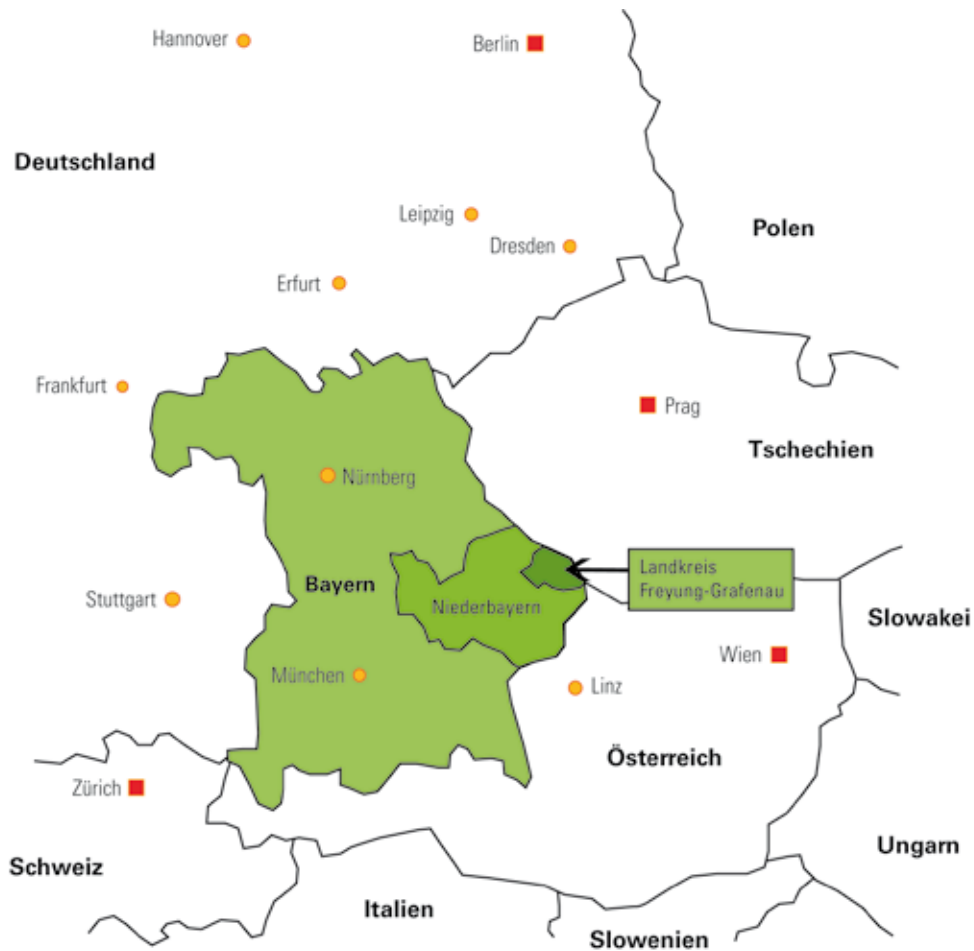 Hannover
Berlin
Deutschland
Leipzig
Polen
Dresden
Erfurt
Frankfurt
Prag
Tschechien
Nürnberg
Landkreis
Freyung-Grafenau
Bayern
Stuttgart
Niederbayern
Slowakei
Wien
München
Linz
Österreich
Zürich
Ungarn
Schweiz
Italien
Slowenien